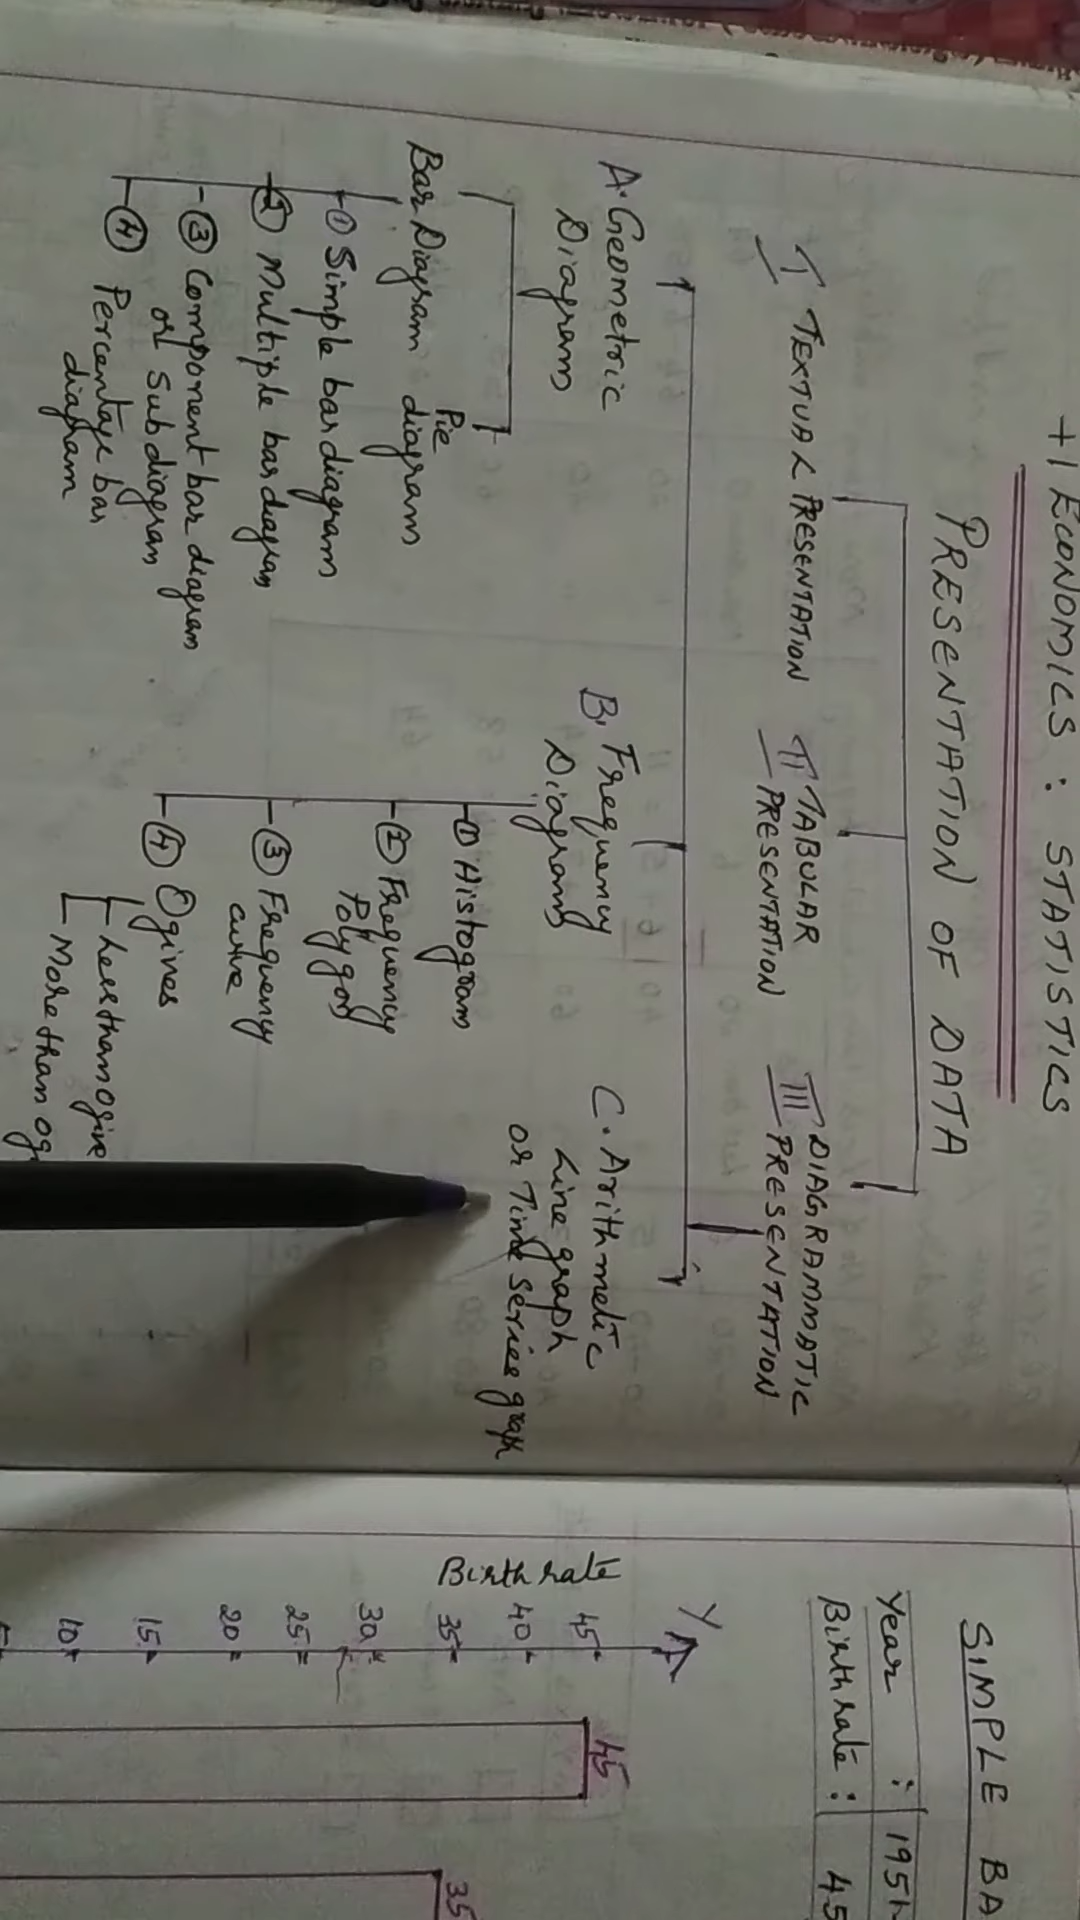 +1 ECONOMICS : STATISTICS
PRESENTATION OF DATA
I TEXTUAL PRESENTATION
II TABULAR
PRESENTATION
III DIAGRAMMATIC
PRESENTATION
A. Geometric
Diagram
Bar Diagram
Pie
diagram
① Simple bar diagram
② Multiple bar diagram
③ Component bar diagram
or Sub diagram
④ Percentage bar
diagram
B. Frequency
Diagram
① Histogram
② Frequency
Polygon
③ Frequency
curve
④ Ogives
Less than ogive
More than og
C. Arithmetic
Line graph
or Time series graph
SIMPLE BA
Year : 195
Birth rate : 45
Y
Birth rate
45
40
35
30
25
20
15
10
5
45
35